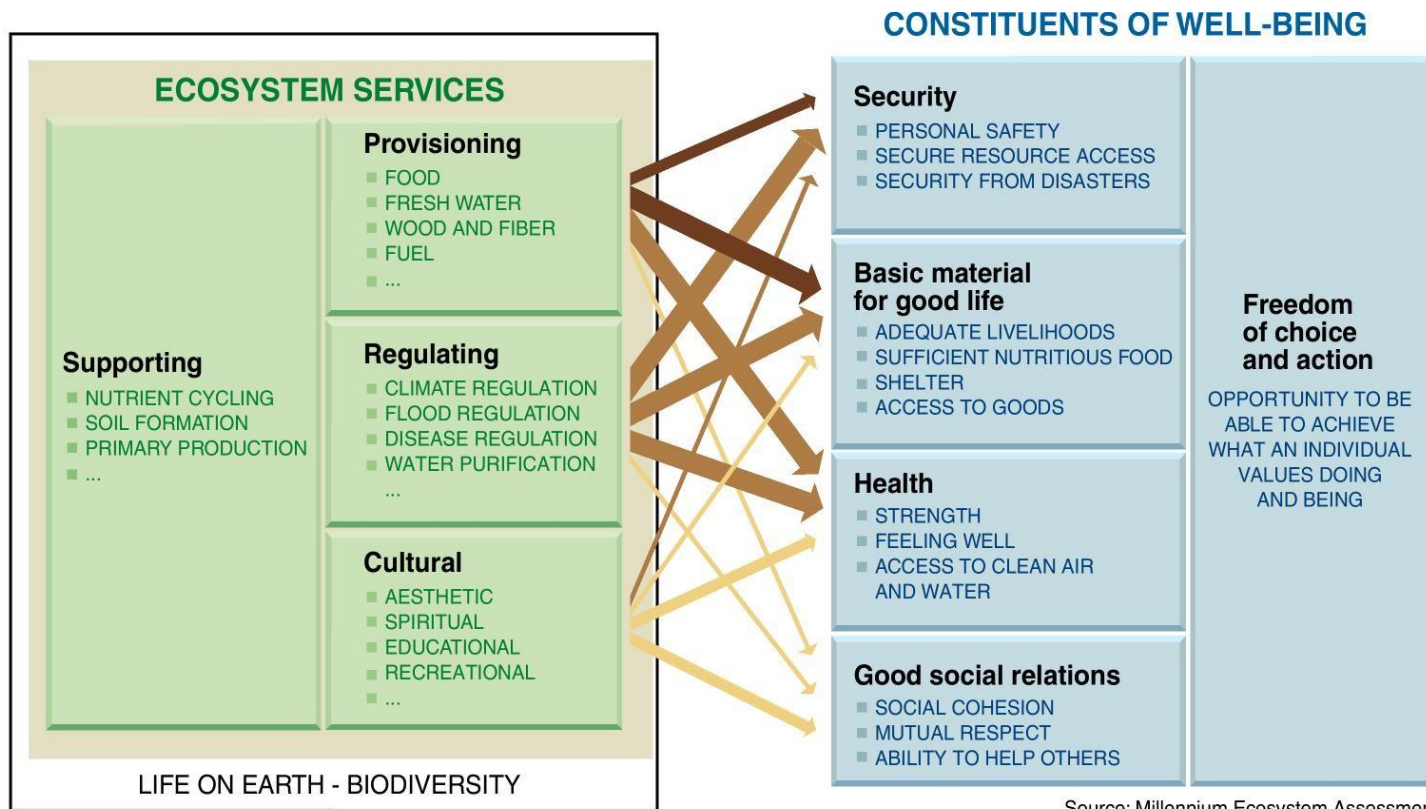 CONSTITUENTS OF WELL-BEING
ECOSYSTEM SERVICES
Supporting
NUTRIENT CYCLING
SOIL FORMATION
PRIMARY PRODUCTION
...
Provisioning
FOOD
FRESH WATER
WOOD AND FIBER
FUEL
...
Regulating
CLIMATE REGULATION
FLOOD REGULATION
DISEASE REGULATION
WATER PURIFICATION
...
Cultural
AESTHETIC
SPIRITUAL
EDUCATIONAL
RECREATIONAL
...
LIFE ON EARTH - BIODIVERSITY
Security
PERSONAL SAFETY
SECURE RESOURCE ACCESS
SECURITY FROM DISASTERS
Basic material
for good life
ADEQUATE LIVELIHOODS
SUFFICIENT NUTRITIOUS FOOD
SHELTER
ACCESS TO GOODS
Health
STRENGTH
FEELING WELL
ACCESS TO CLEAN AIR
AND WATER
Good social relations
SOCIAL COHESION
MUTUAL RESPECT
ABILITY TO HELP OTHERS
Freedom
of choice
and action
OPPORTUNITY TO BE
ABLE TO ACHIEVE
WHAT AN INDIVIDUAL
VALUES DOING
AND BEING
Source: Millennium Ecosystem